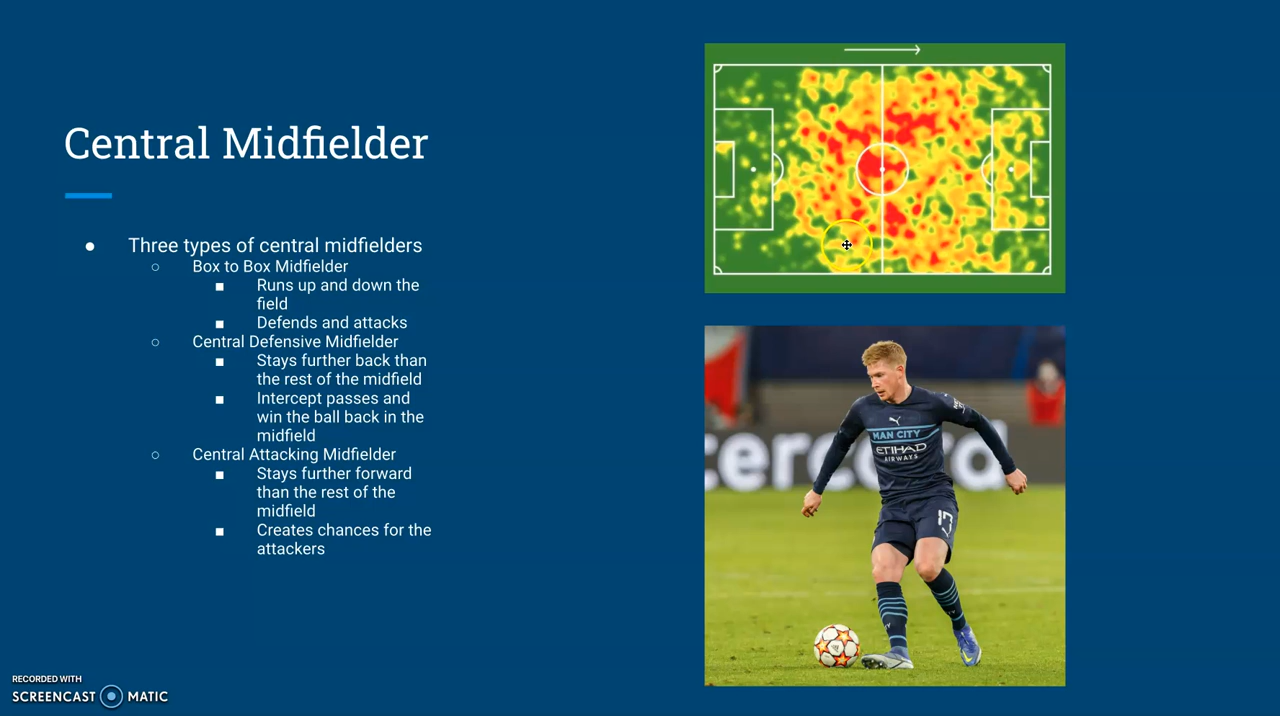 Central Midfielder
● Three types of central midfielders
○ Box to Box Midfielder
■ Runs up and down the
field
■ Defends and attacks
○ Central Defensive Midfielder
■ Stays further back than
the rest of the midfield
■ Intercept passes and
win the ball back in the
midfield
○ Central Attacking Midfielder
■ Stays further forward
than the rest of the
midfield
■ Creates chances for the
attackers
MAN CITY
ETIHAD
AIRWAYS
17
RECORDED WITH
SCREENCAST MATIC